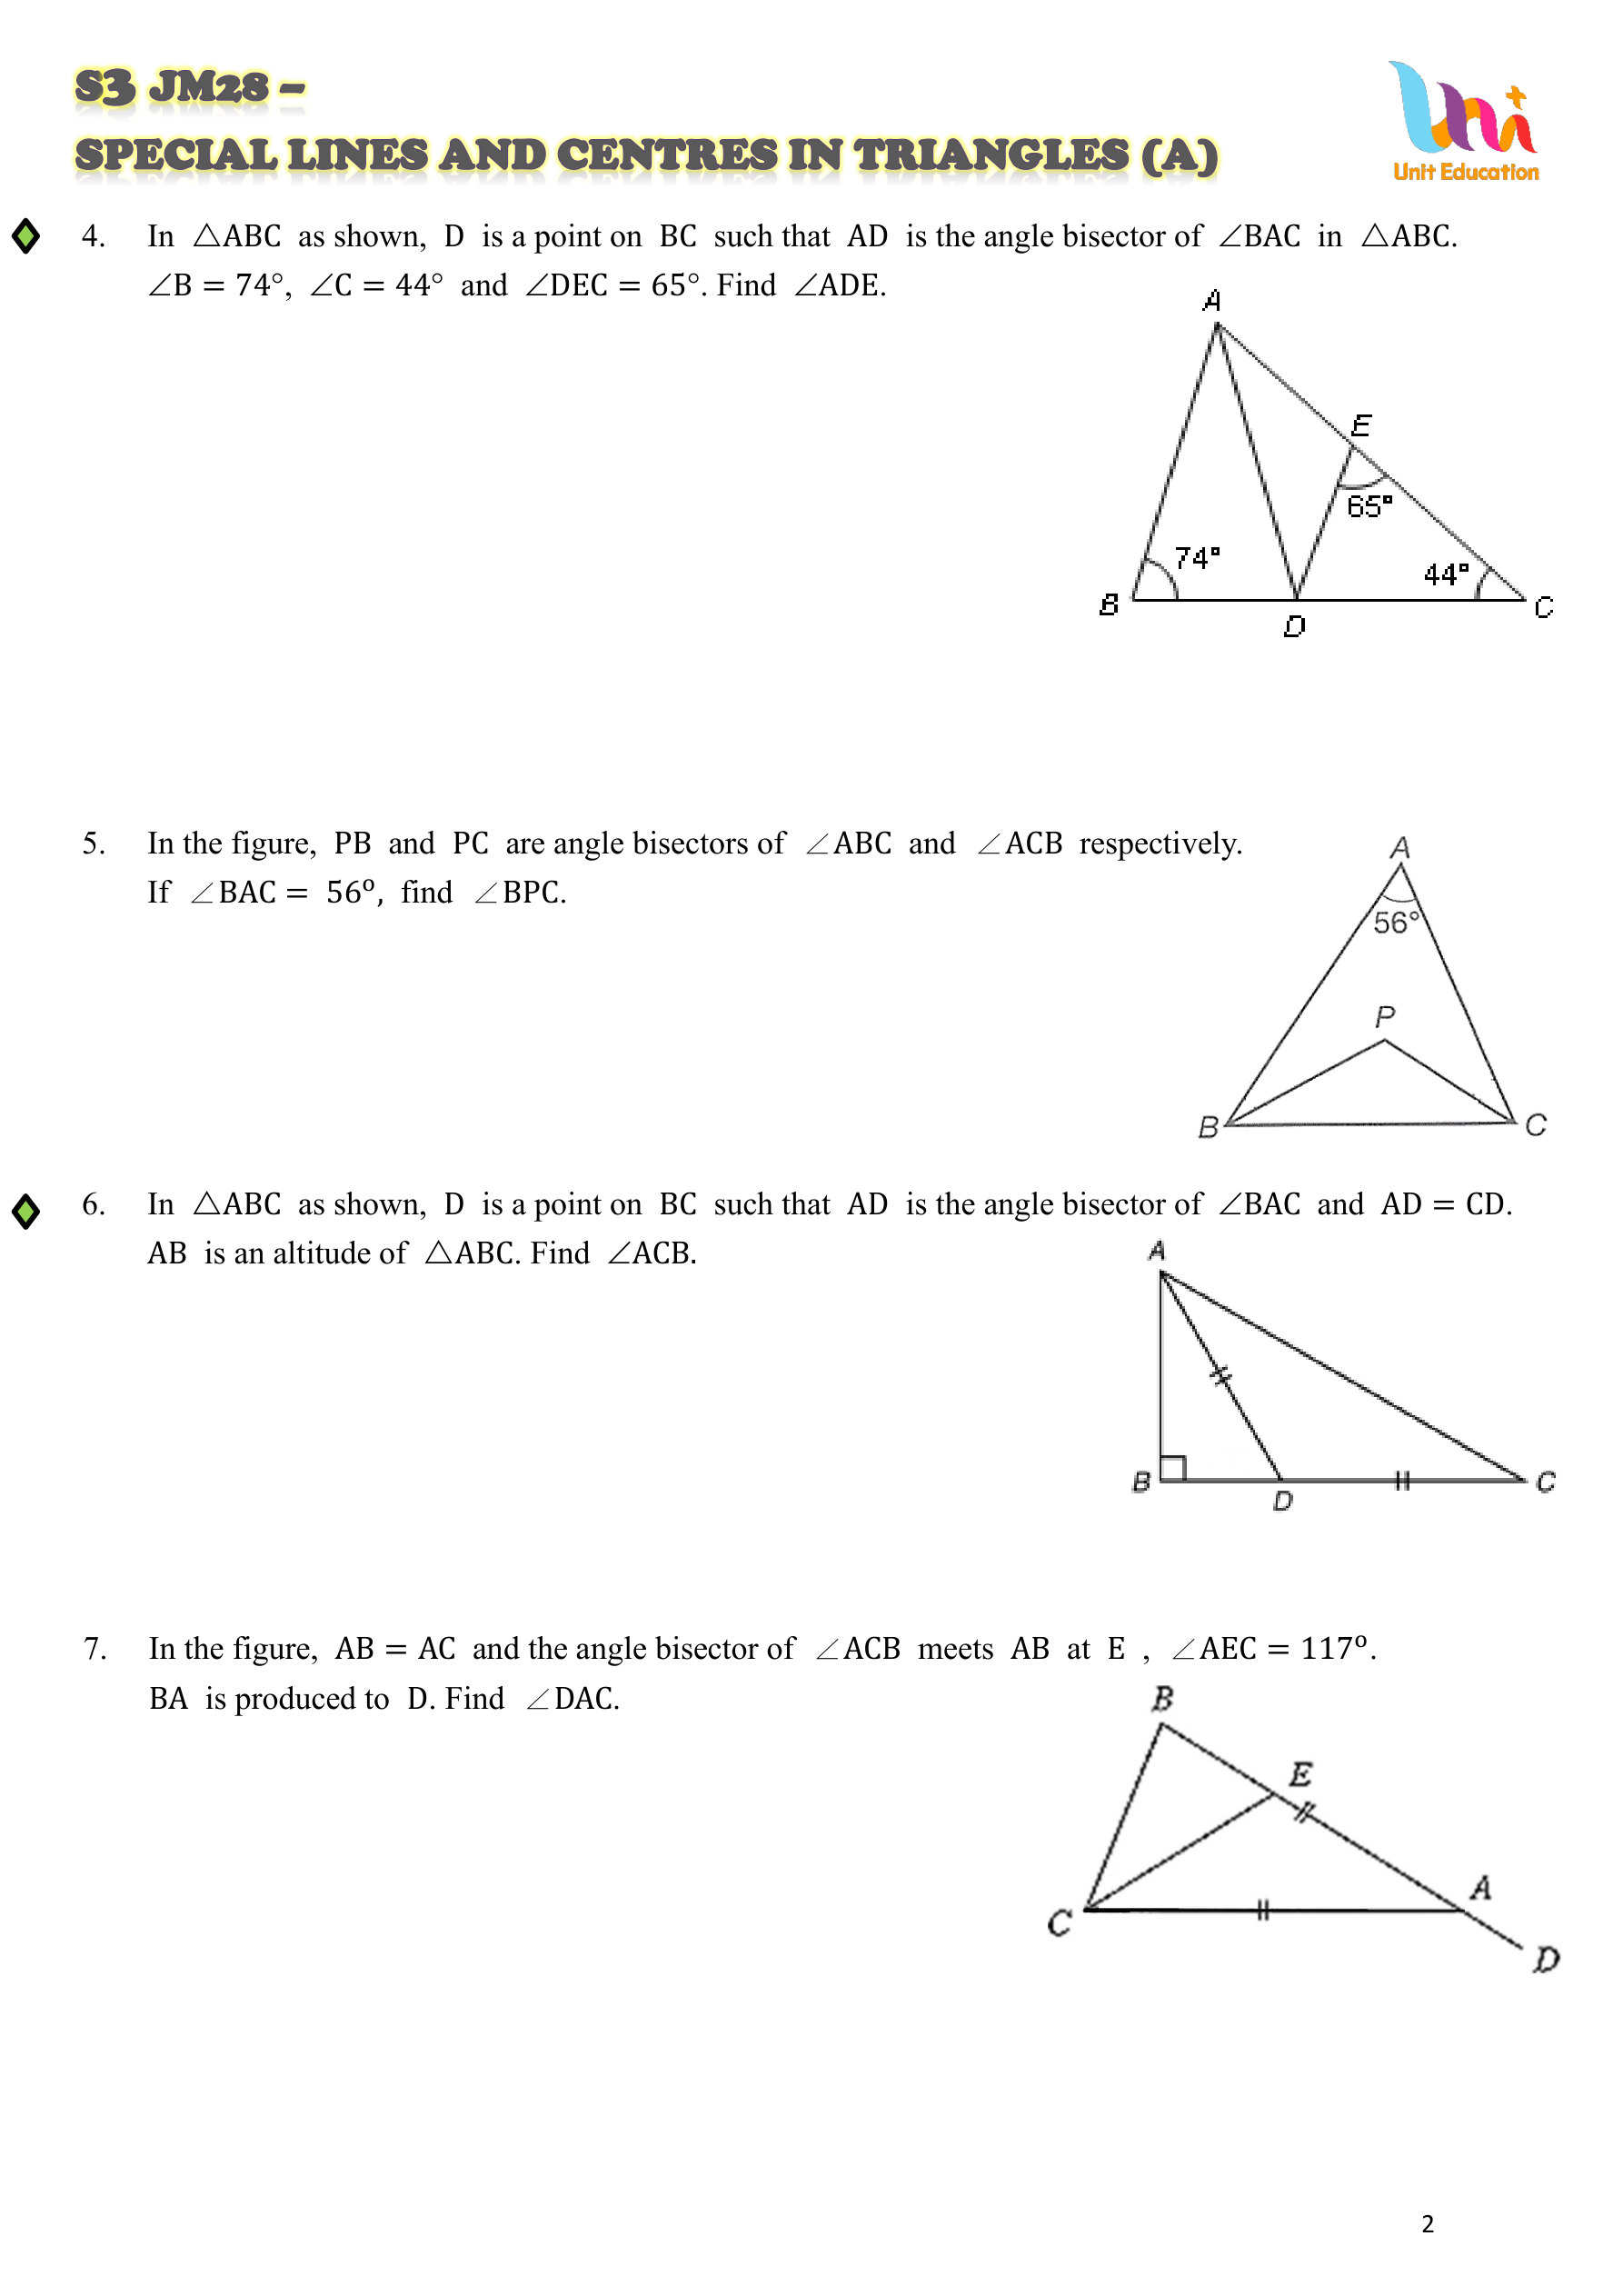 S3 JM28 –
SPECIAL LINES AND CENTRES IN TRIANGLES (A)
Unit Education
4. In △ABC as shown, D is a point on BC such that AD is the angle bisector of ∠BAC in △ABC.
∠B = 74°, ∠C = 44° and ∠DEC = 65°. Find ∠ADE.
A
E
65°
74°
44°
B
D
C
5. In the figure, PB and PC are angle bisectors of ∠ABC and ∠ACB respectively.
If ∠BAC = 56°, find ∠BPC.
A
56°
P
B
C
6. In △ABC as shown, D is a point on BC such that AD is the angle bisector of ∠BAC and AD = CD.
AB is an altitude of △ABC. Find ∠ACB.
A
B
D
C
7. In the figure, AB = AC and the angle bisector of ∠ACB meets AB at E , ∠AEC = 117°.
BA is produced to D. Find ∠DAC.
B
E
A
C
D
2